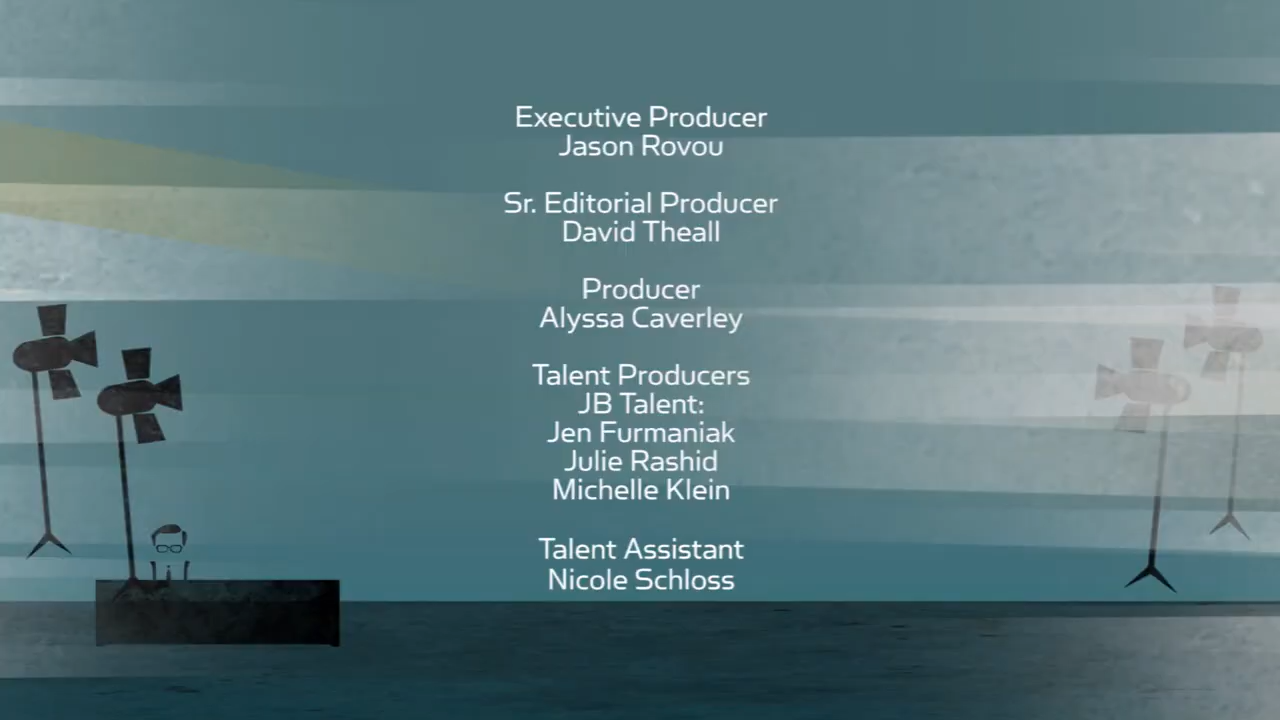 Executive Producer
Jason Rovou
Sr. Editorial Producer
David Theall
Producer
Alyssa Caverley
Talent Producers
JB Talent:
Jen Furmaniak
Julie Rashid
Michelle Klein
Talent Assistant
Nicole Schloss